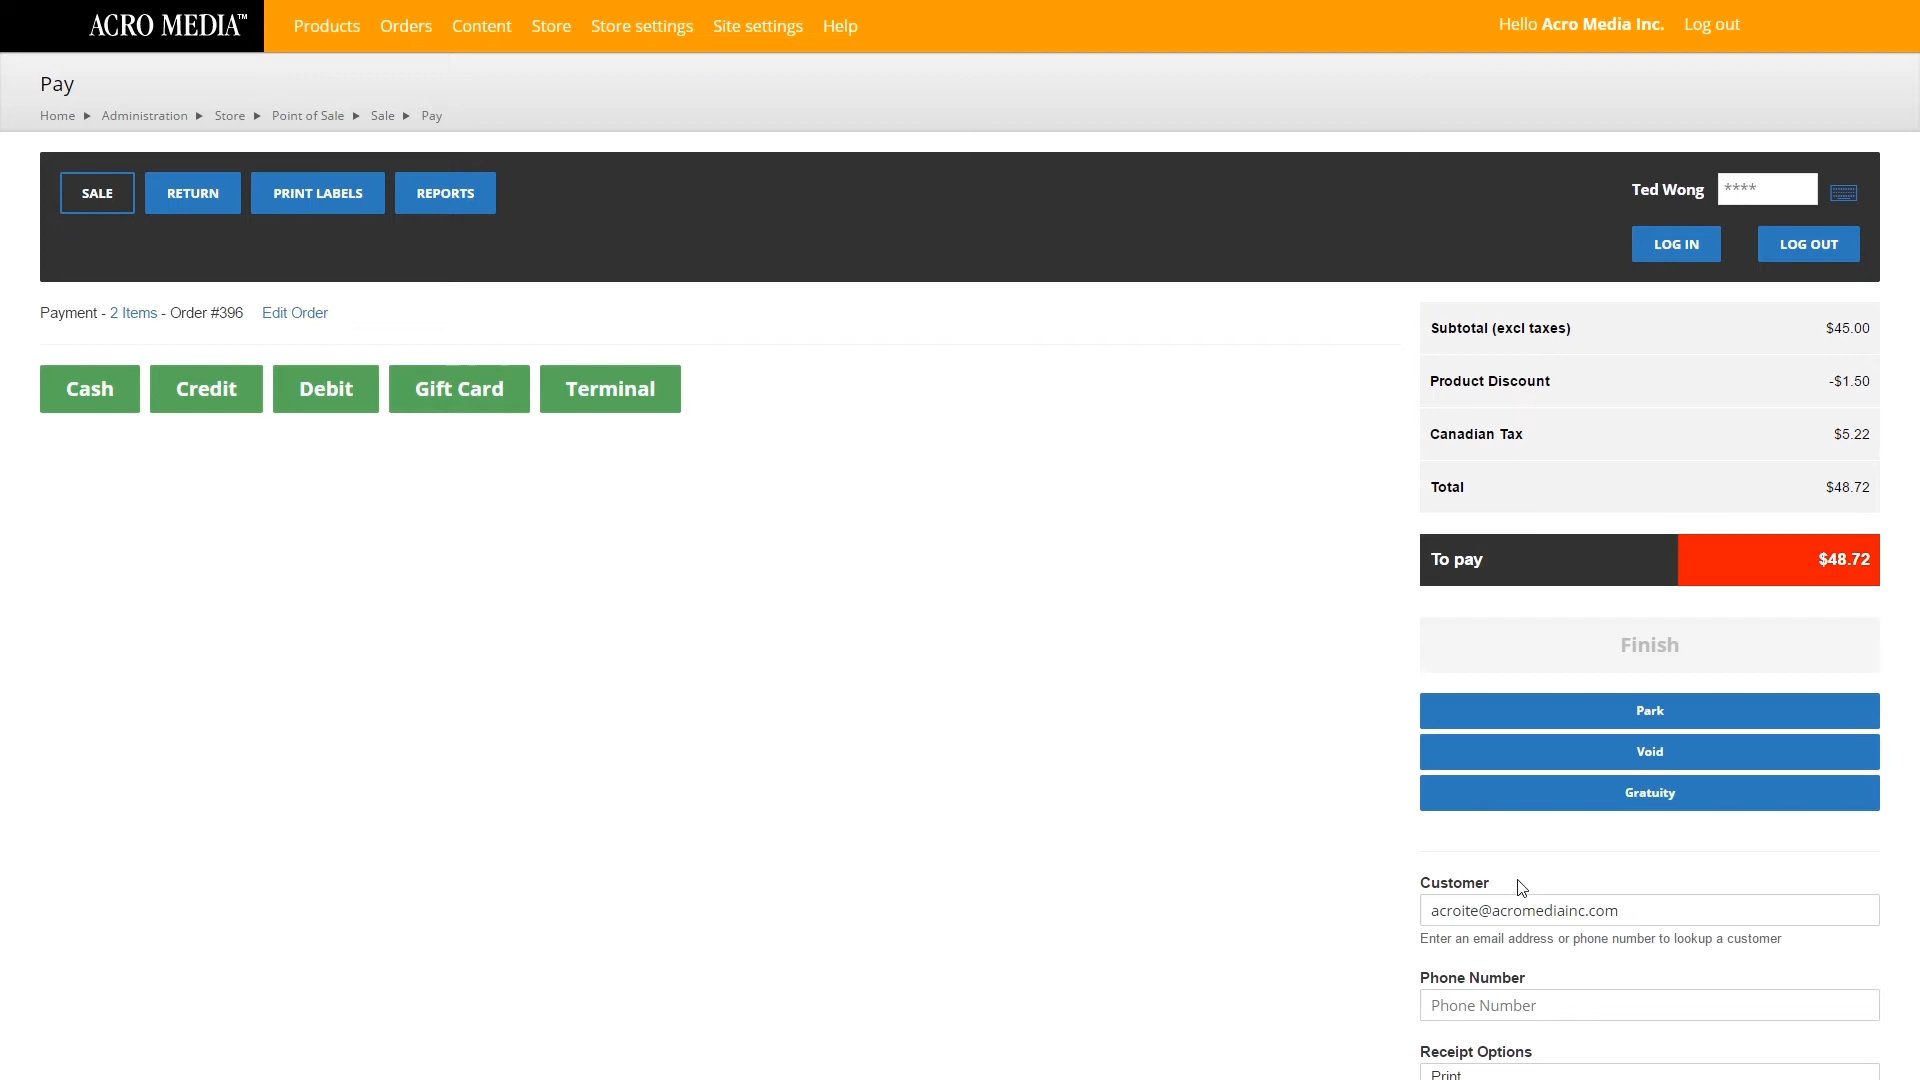 ACRO MEDIA™
Products Orders Content Store Store settings Site settings Help
Hello Acro Media Inc. Log out
Pay
Home ▶ Administration ▶ Store ▶ Point of Sale ▶ Sale ▶ Pay
SALE RETURN PRINT LABELS REPORTS
Ted Wong ****
LOG IN LOG OUT
Payment - 2 Items - Order #396 Edit Order
Cash Credit Debit Gift Card Terminal
Subtotal (excl taxes) $45.00
Product Discount -$1.50
Canadian Tax $5.22
Total $48.72
To pay $48.72
Finish
Park
Void
Gratuity
Customer
acroite@acromediainc.com
Enter an email address or phone number to lookup a customer
Phone Number
Phone Number
Receipt Options
Print